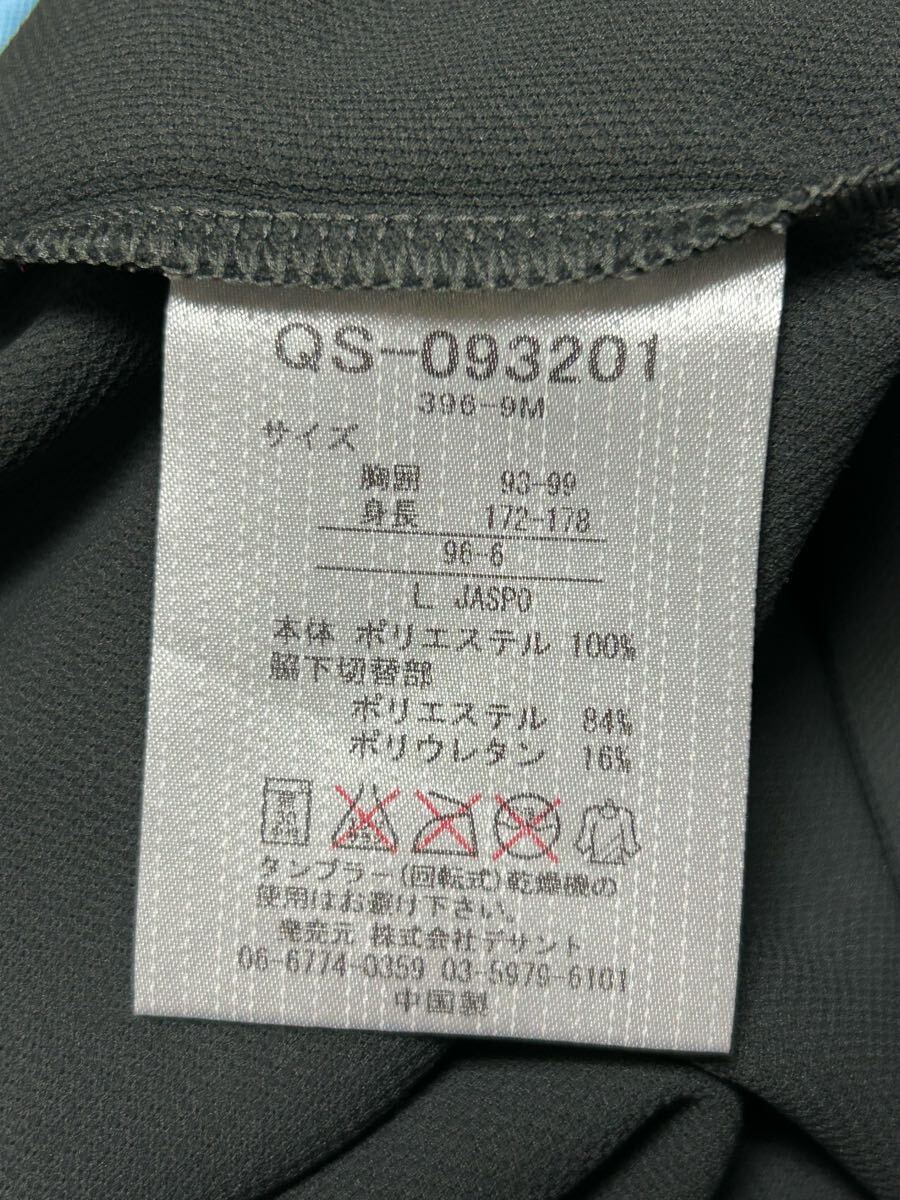 QS-093201
396-9M
サイズ
胸囲 93-99
身長 172-178
96-6
L JASPO
本体 ポリエステル 100%
脇下切替部
ポリエステル 84%
ポリウレタン 16%
タンブラー(回転式)乾燥機の
使用はお避け下さい。
発売元 株式会社デサント
06-6774-0359 03-5979-6101
中国製